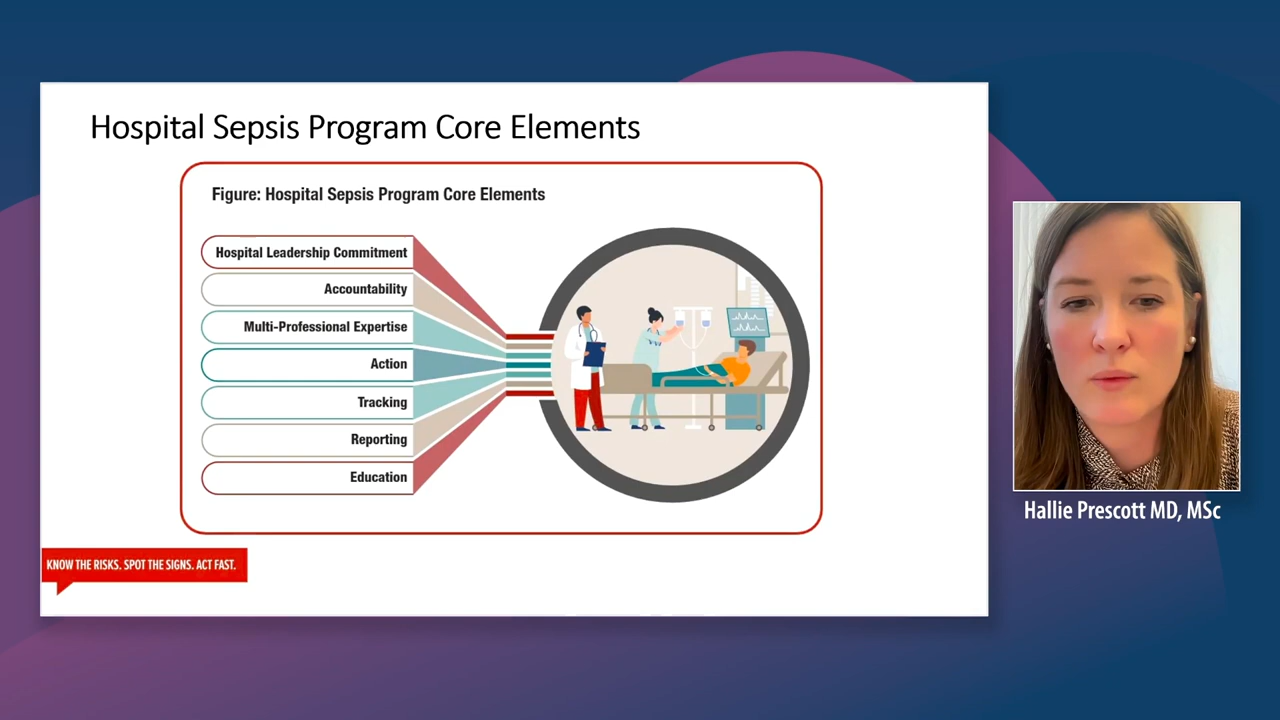 Hospital Sepsis Program Core Elements
Figure: Hospital Sepsis Program Core Elements
Hospital Leadership Commitment
Accountability
Multi-Professional Expertise
Action
Tracking
Reporting
Education
KNOW THE RISKS. SPOT THE SIGNS. ACT FAST.
Hallie Prescott MD, MSc